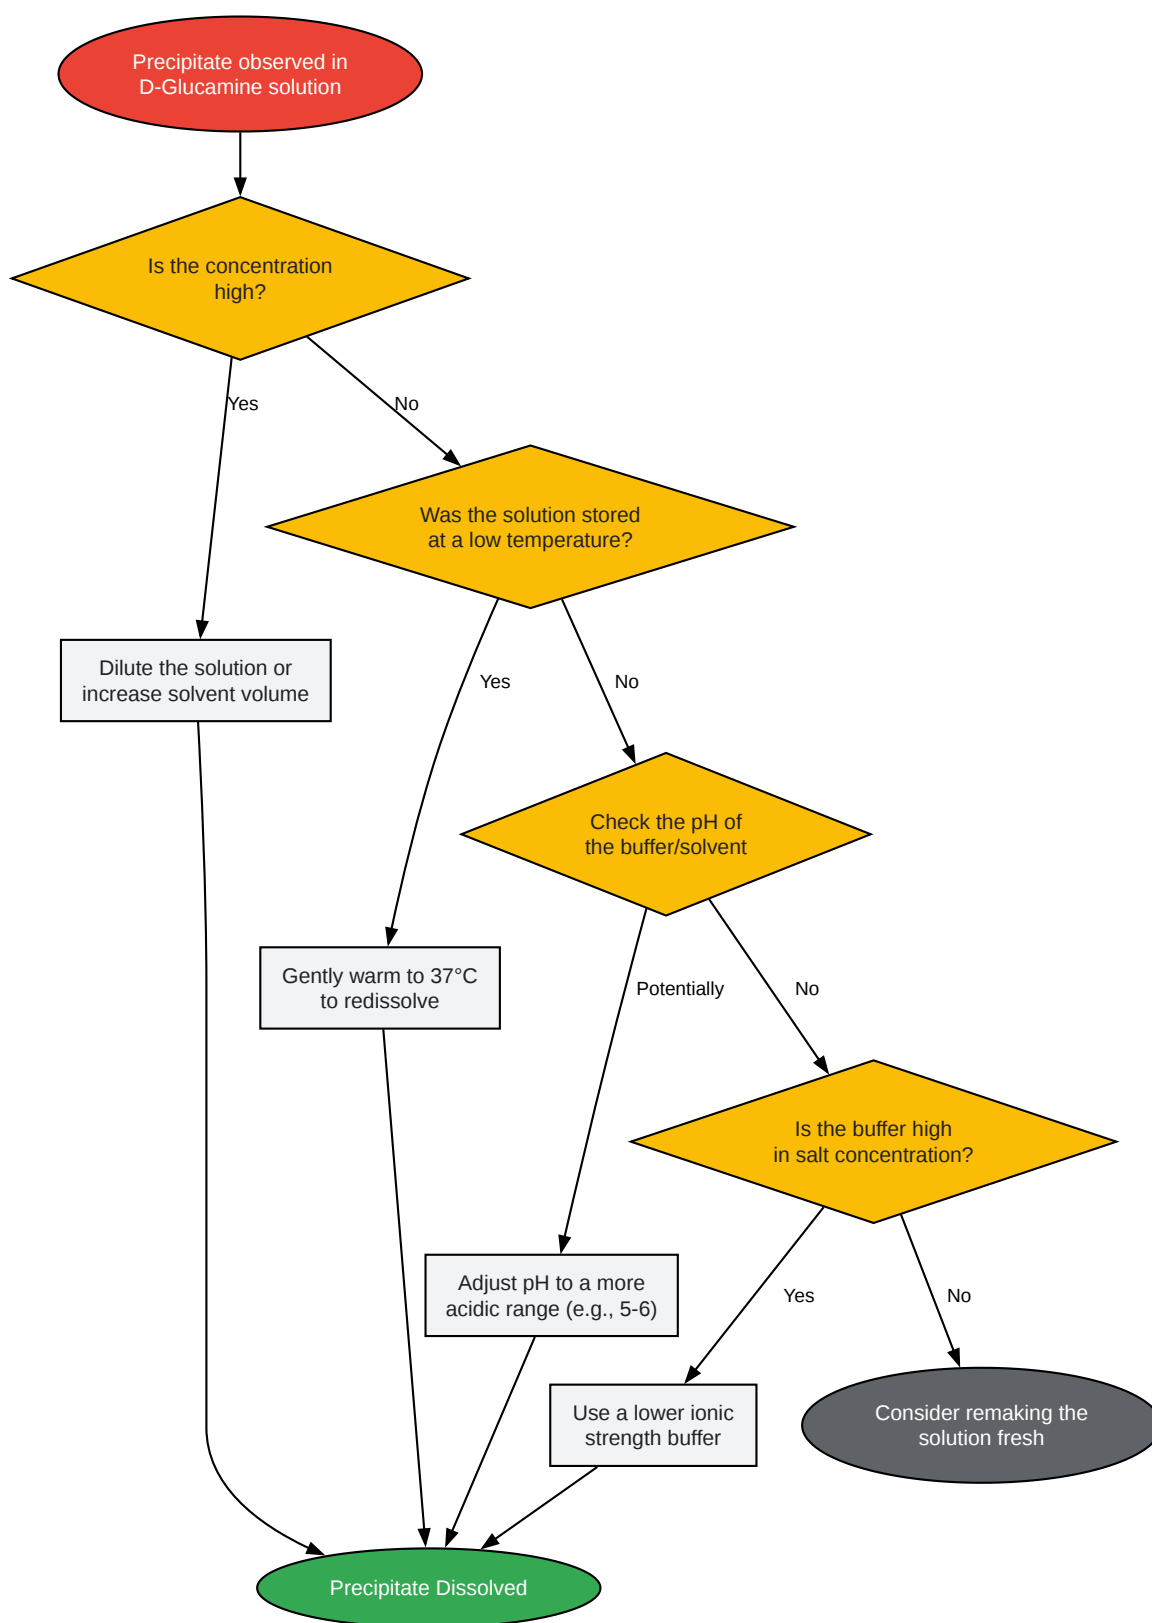 Precipitate observed in
D-Glucamine solution
Is the concentration
high?
Yes
No
Was the solution stored
at a low temperature?
Dilute the solution or
increase solvent volume
Yes
No
Check the pH of
the buffer/solvent
Gently warm to 37°C
to redissolve
Potentially
No
Is the buffer high
in salt concentration?
Adjust pH to a more
acidic range (e.g., 5-6)
Yes
No
Use a lower ionic
strength buffer
Consider remaking the
solution fresh
Precipitate Dissolved